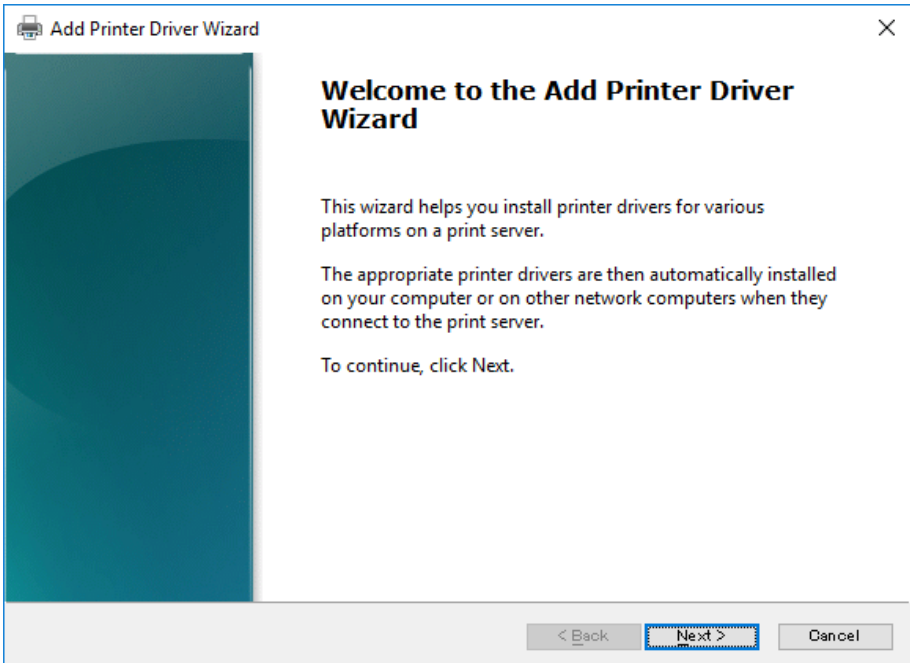 Add Printer Driver Wizard
Welcome to the Add Printer Driver
Wizard
This wizard helps you install printer drivers for various
platforms on a print server.
The appropriate printer drivers are then automatically installed
on your computer or on other network computers when they
connect to the print server.
To continue, click Next.
< Back Next > Cancel